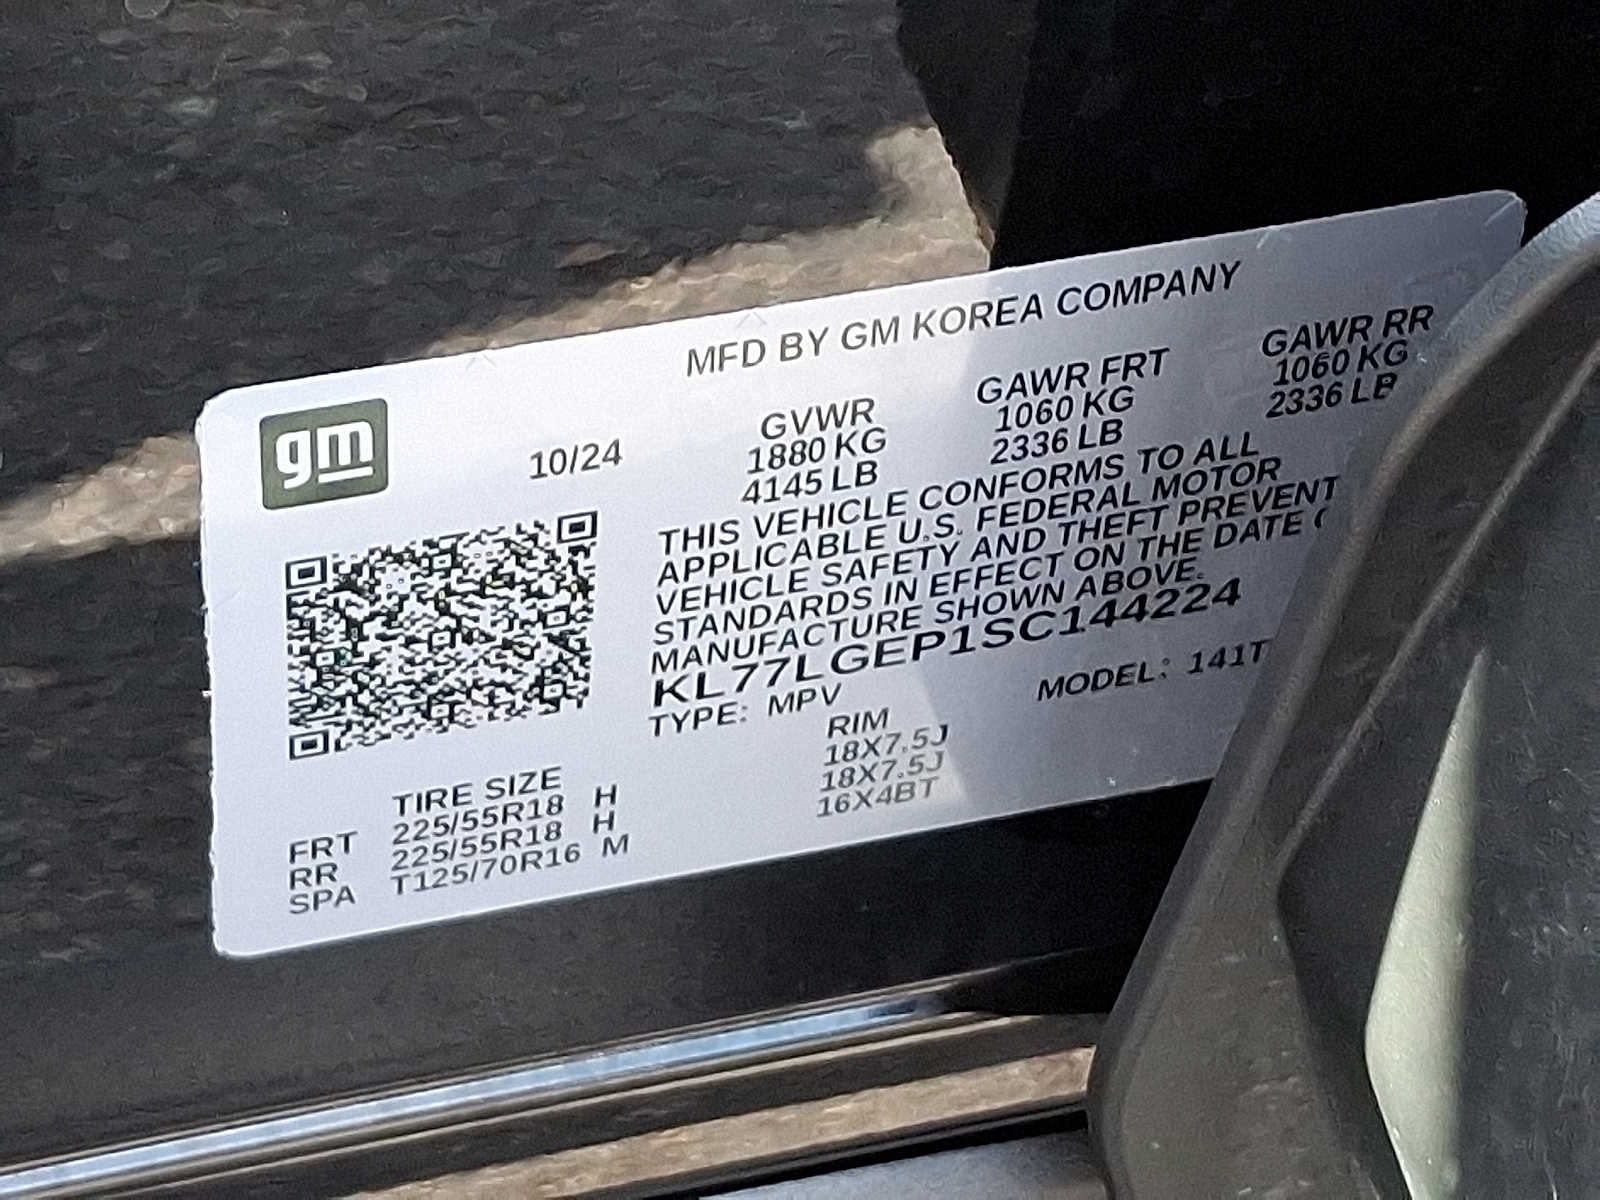 MFD BY GM KOREA COMPANY
gm
10/24
GVWR GAWR FRT GAWR RR
1880 KG 1060 KG 1060 KG
4145 LB 2336 LB 2336 LB
THIS VEHICLE CONFORMS TO ALL
APPLICABLE U.S. FEDERAL MOTOR
VEHICLE SAFETY AND THEFT PREVENT
STANDARDS IN EFFECT ON THE DATE
MANUFACTURE SHOWN ABOVE.
KL77LGEP1SC144224
TYPE: MPV MODEL: 141T
TIRE SIZE RIM
FRT 225/55R18 H 18X7.5J
RR 225/55R18 H 18X7.5J
SPA T125/70R16 M 16X4BT